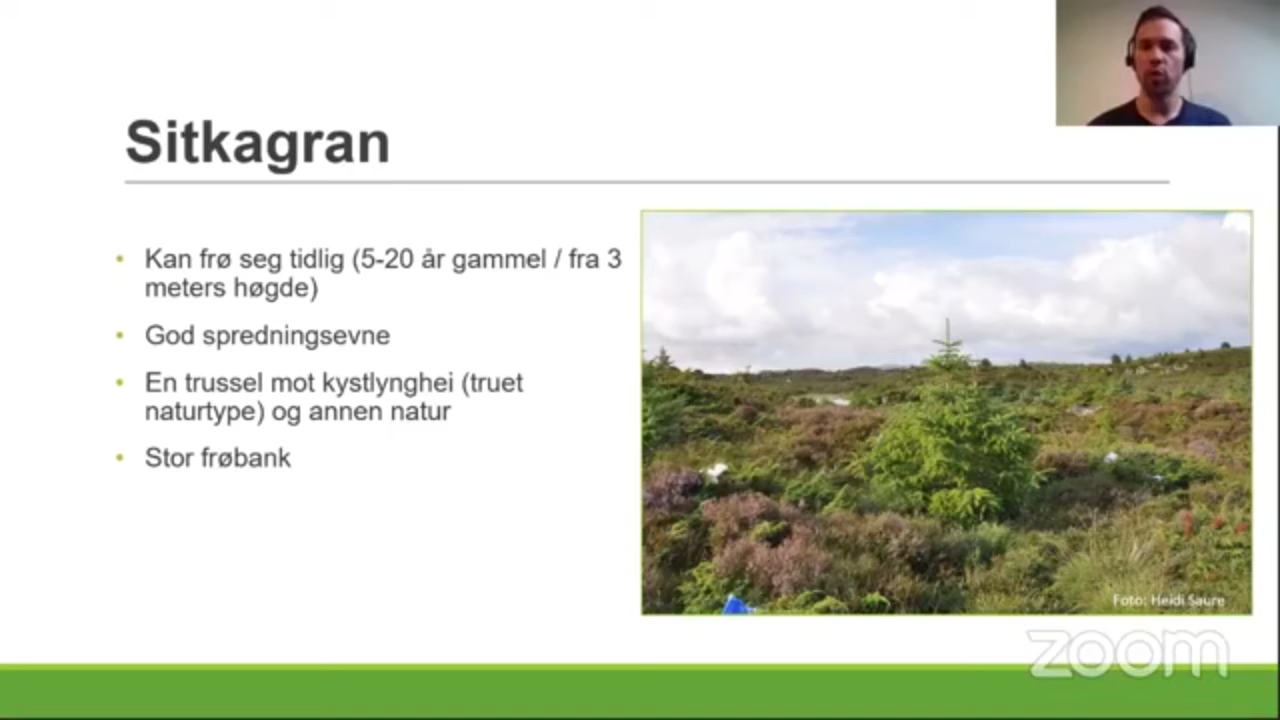 Sitkagran
Kan frø seg tidlig (5-20 år gammel / fra 3
meters høgde)
God spredningsevne
En trussel mot kystlynghei (truet
naturtype) og annen natur
Stor frøbank
Foto: Heidi Saure
zoom